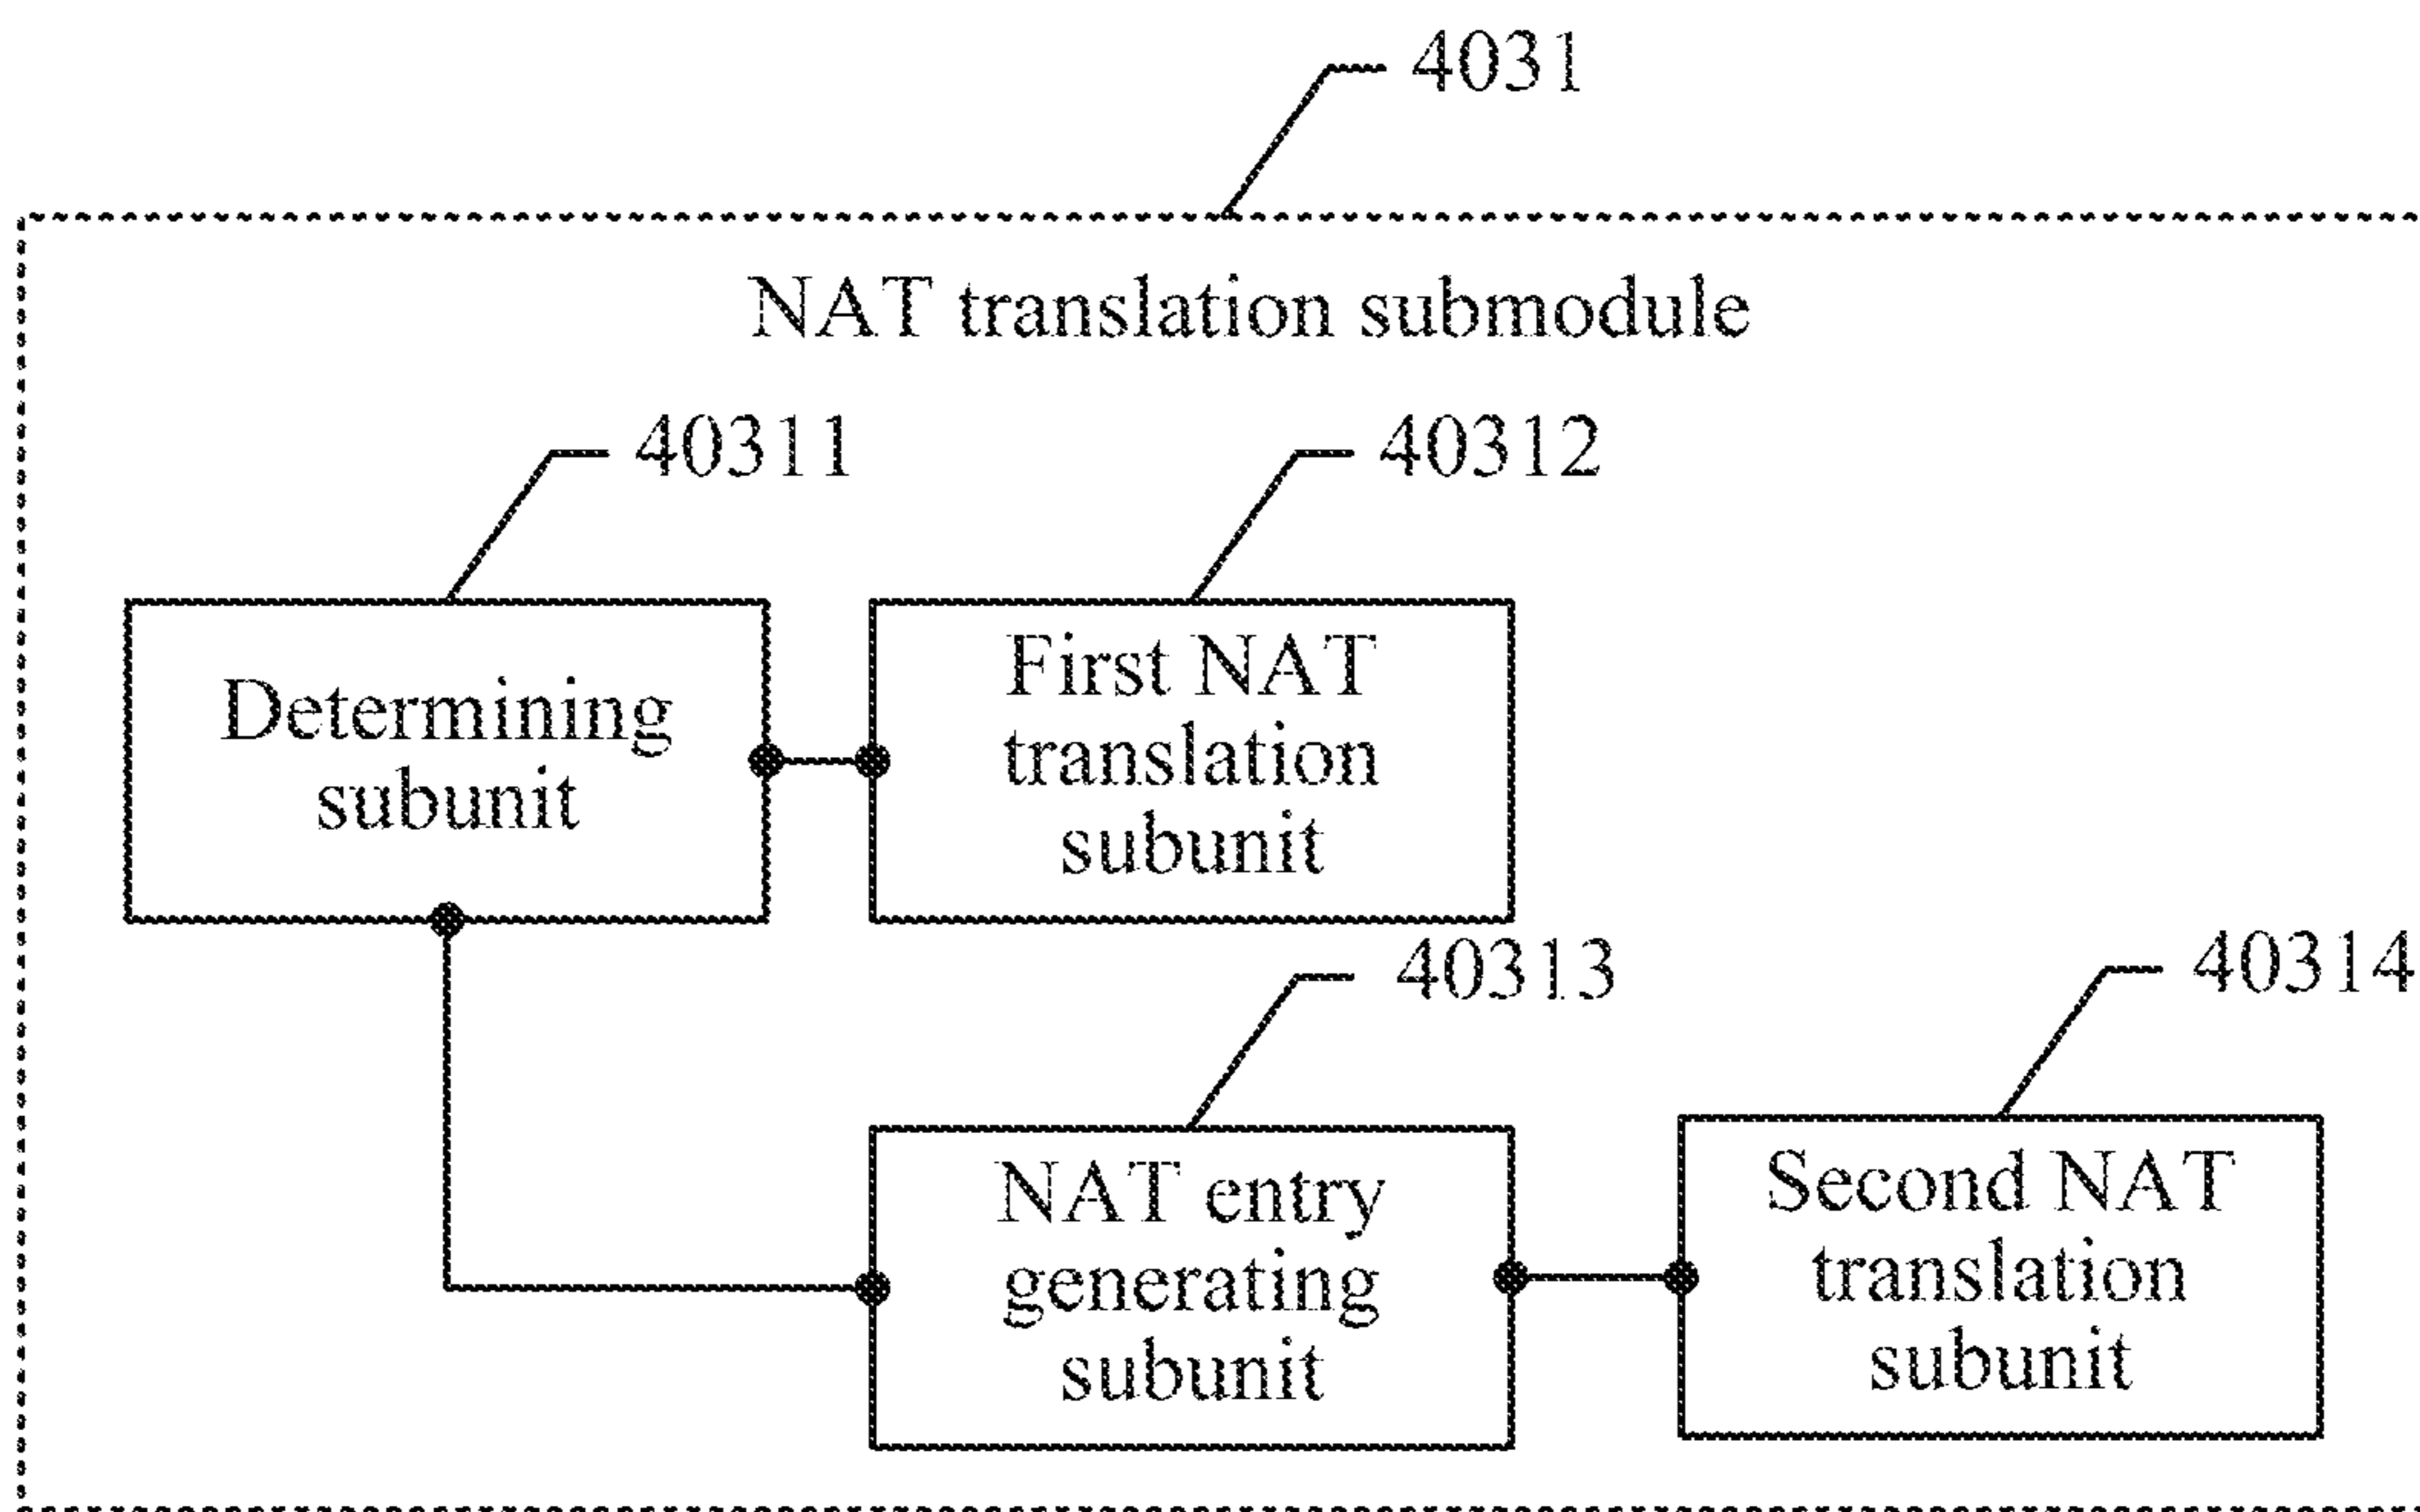 4031
NAT translation submodule
40311
40312
Determining
subunit
First NAT
translation
subunit
40313
40314
NAT entry
generating
subunit
Second NAT
translation
subunit